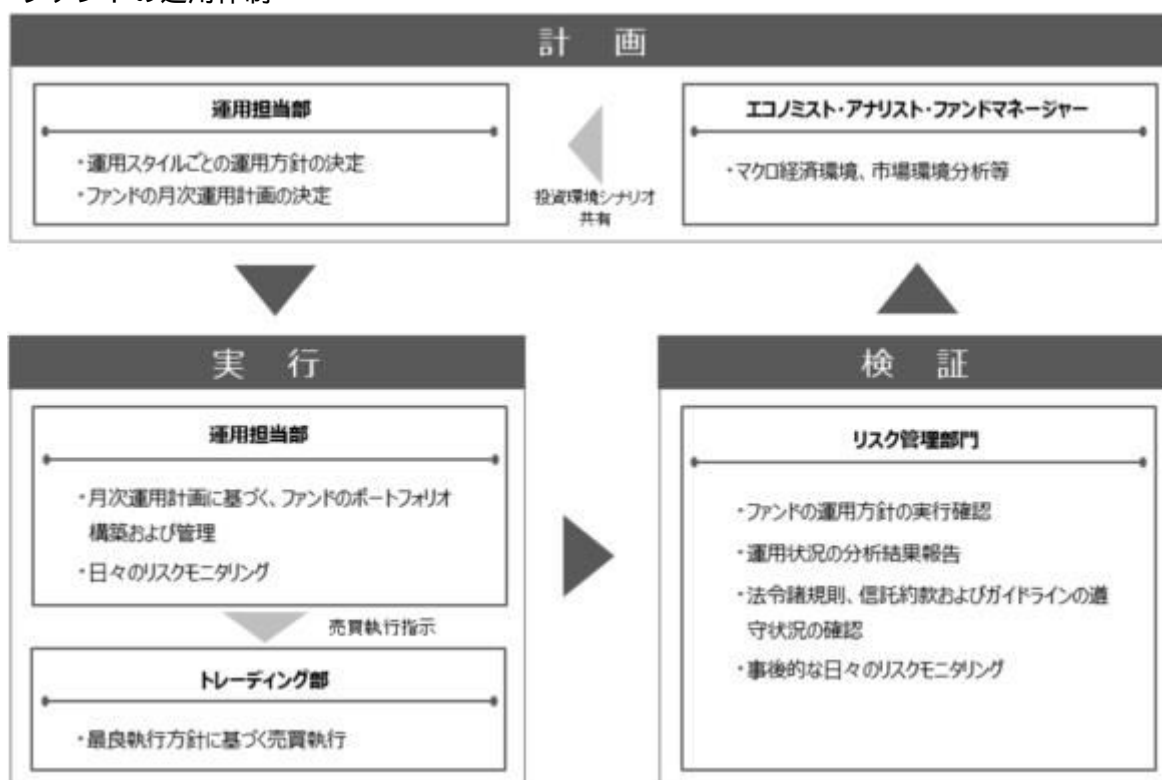 ファンドの運用体制
計 画
運用担当部
・運用スタイルごとの運用方針の決定
・ファンドの月次運用計画の決定
投資環境シナリオ
共有
エコノミスト・アナリスト・ファンドマネージャー
・マクロ経済環境、市場環境分析等
実 行
運用担当部
・月次運用計画に基づく、ファンドのポートフォリオ
構築および管理
・日々のリスクモニタリング
売買執行指示
トレーディング部
・最良執行方針に基づく売買執行
検 証
リスク管理部門
・ファンドの運用方針の実行確認
・運用状況の分析結果報告
・法令諸規則、信託約款およびガイドラインの遵
守状況の確認
・事後的な日々のリスクモニタリング